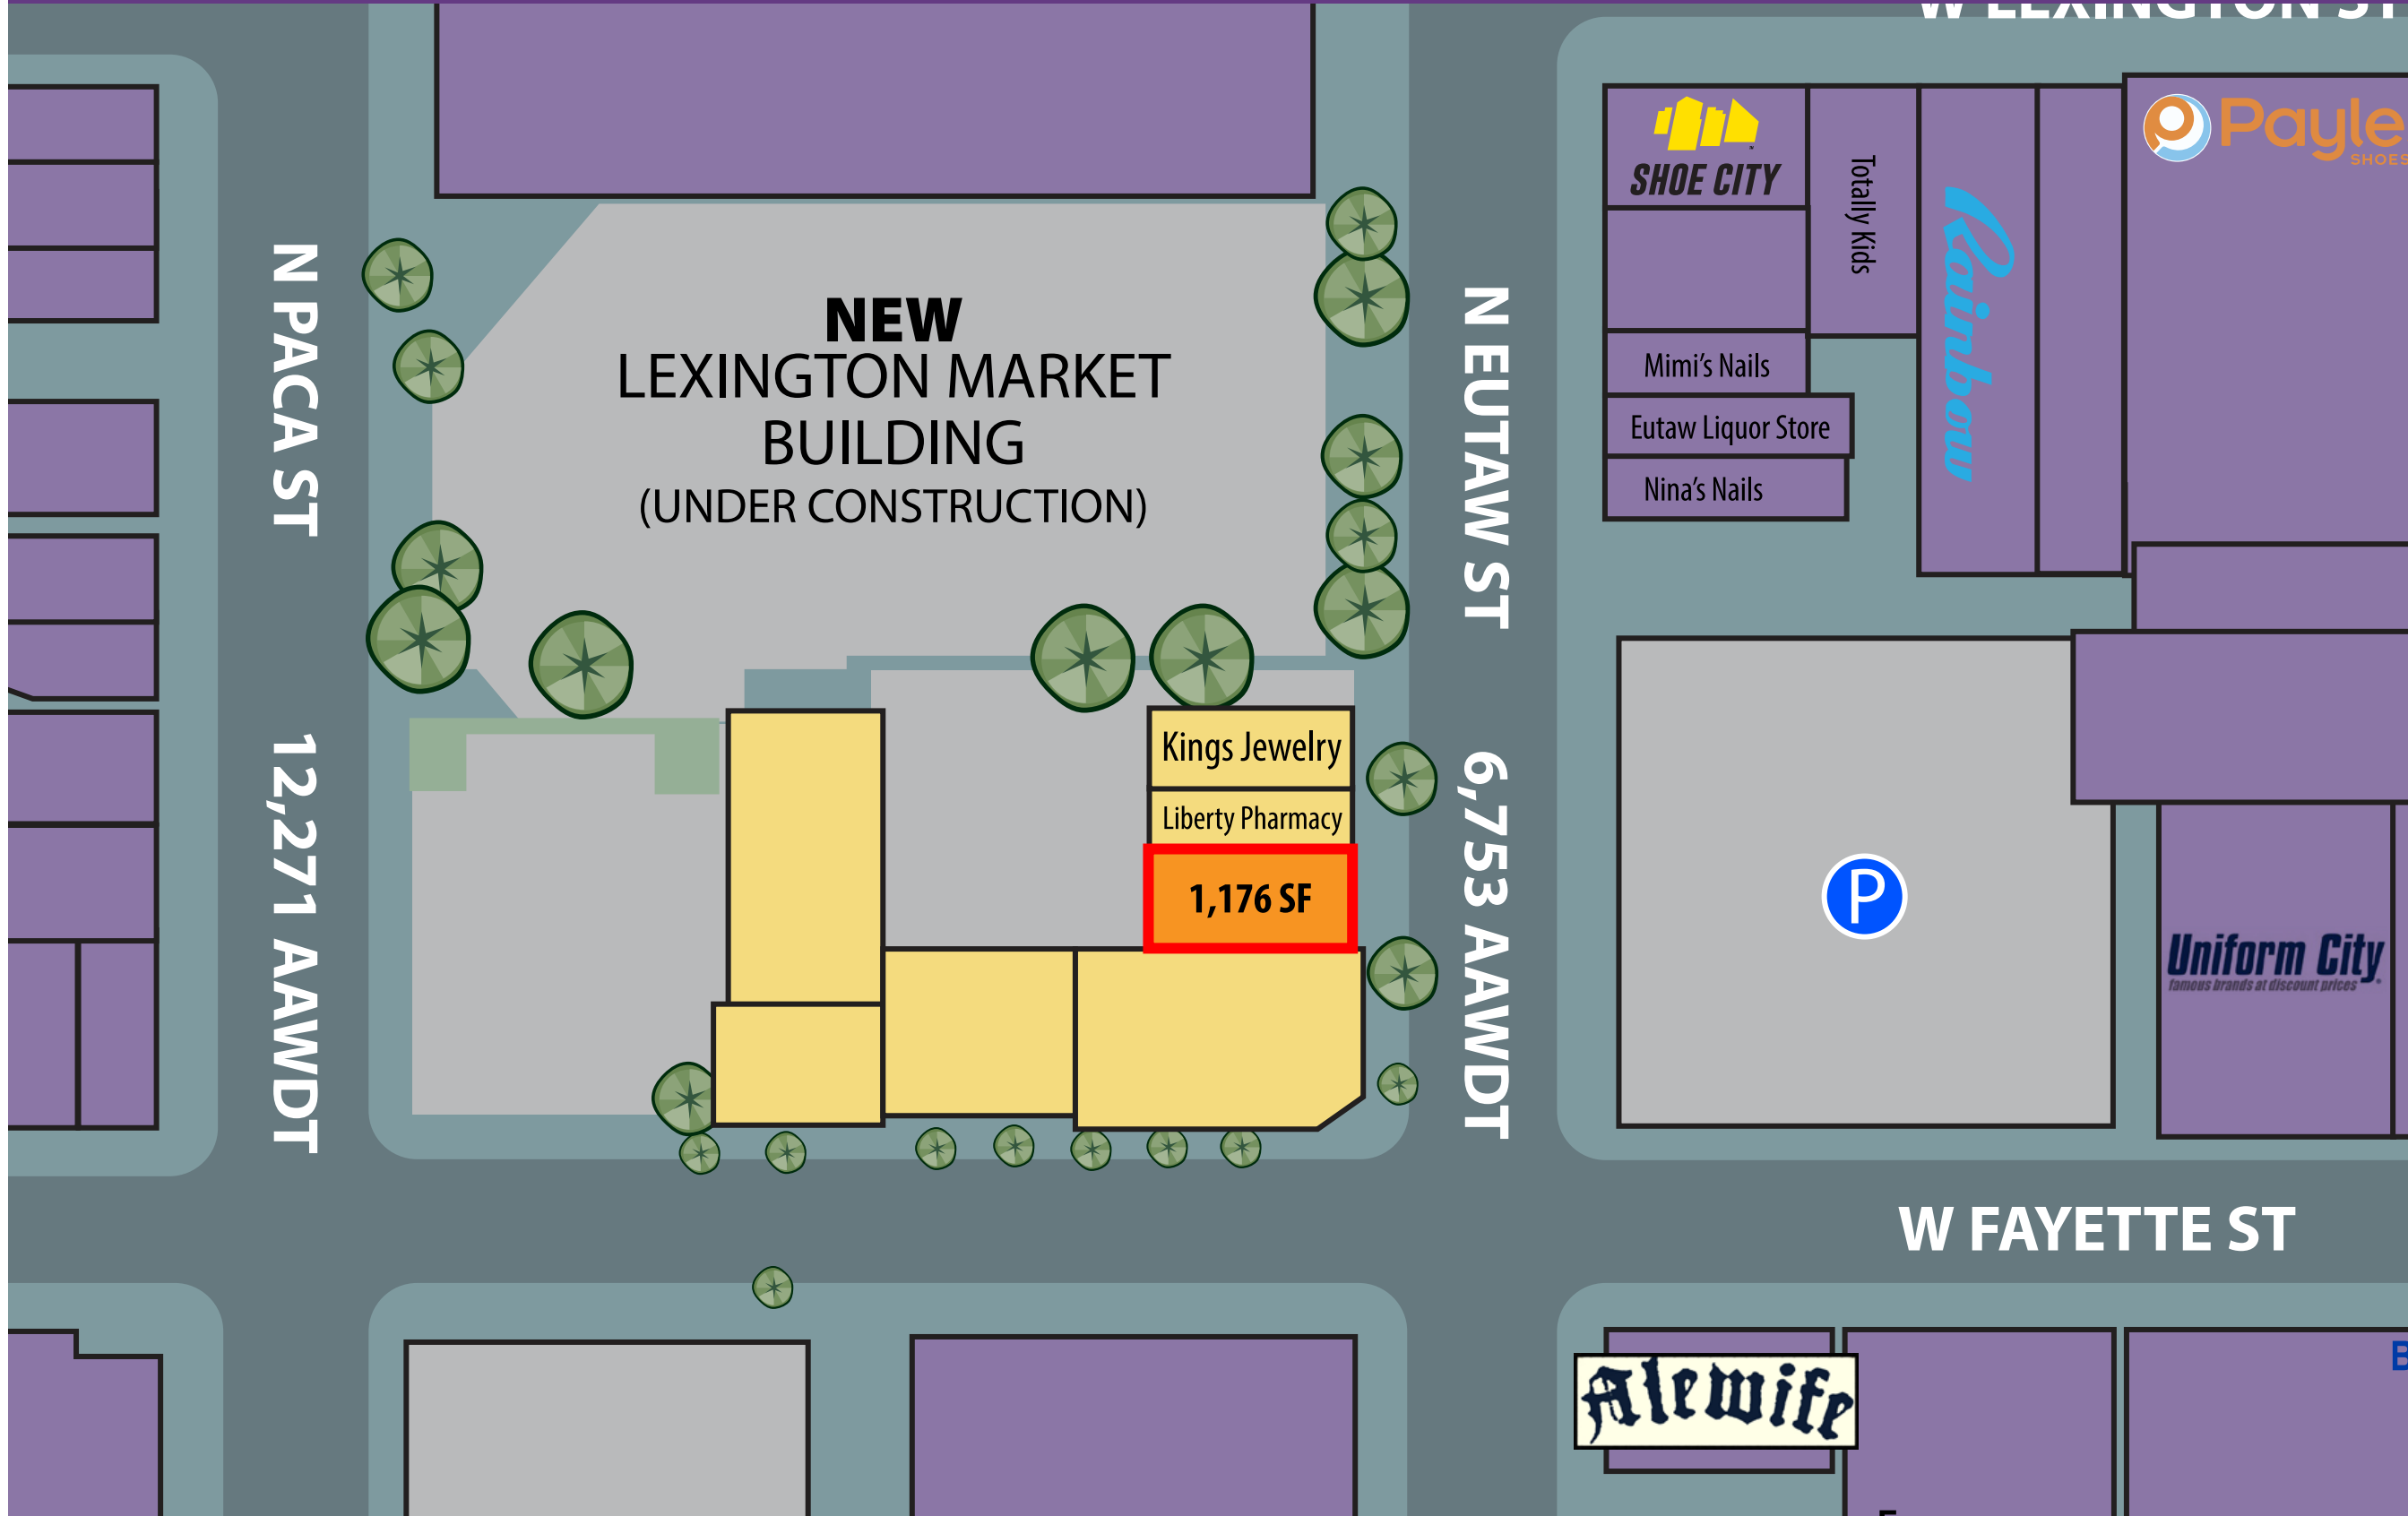 W LEXINGTON ST
SHOE CITY
Totally Kids
Rainbow
Payle
SHOES
N PACA ST
NEW
LEXINGTON MARKET
BUILDING
(UNDER CONSTRUCTION)
N EUTAW ST
Mimi's Nails
Eutaw Liquor Store
Nina's Nails
12,271 AAWDT
Kings Jewelry
Liberty Pharmacy
1,176 SF
6,753 AAWDT
P
Uniform City
famous brands at discount prices
W FAYETTE ST
Alewife
B